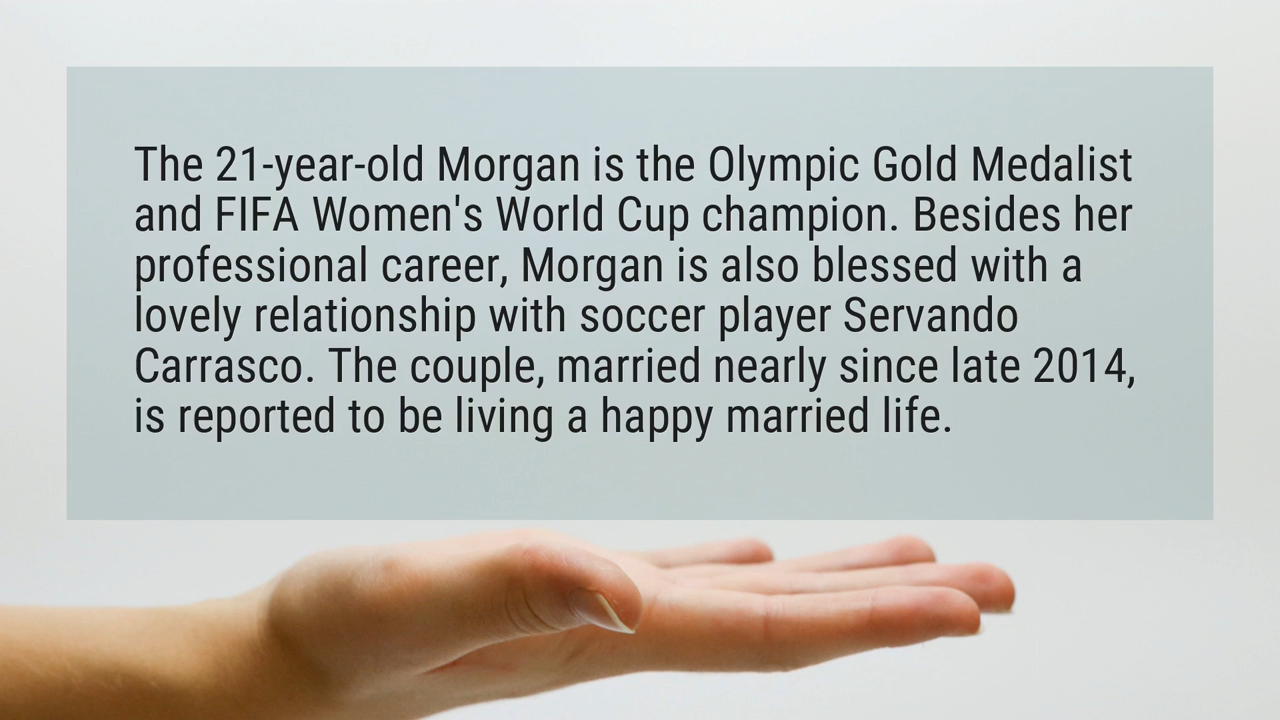 The 21-year-old Morgan is the Olympic Gold Medalist
and FIFA Women's World Cup champion. Besides her
professional career, Morgan is also blessed with a
lovely relationship with soccer player Servando
Carrasco. The couple, married nearly since late 2014,
is reported to be living a happy married life.